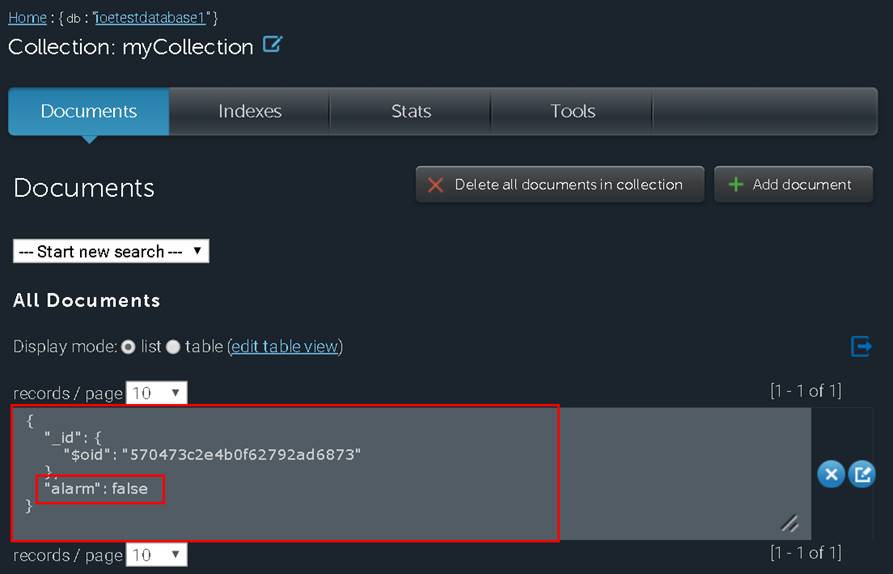 Home : { db : "ioetestdatabase1" }
Collection: myCollection
Documents Indexes Stats Tools
Documents
Delete all documents in collection Add document
--- Start new search ---
All Documents
Display mode: list table (edit table view)
records / page 10 [1 - 1 of 1]
{
"_id": {
"$oid": "570473c2e4b0f62792ad6873"
},
"alarm": false
}
records / page 10 [1 - 1 of 1]